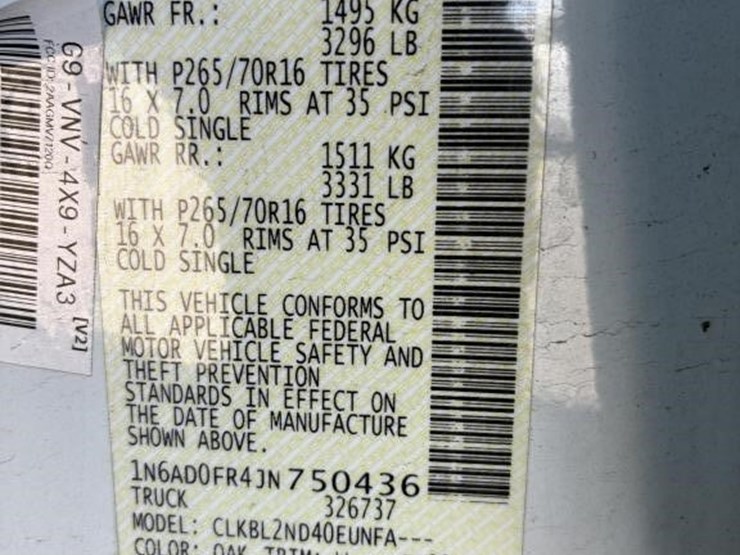 GAWR FR.: 1495 KG
3296 LB
WITH P265/70R16 TIRES
16 X 7.0 RIMS AT 35 PSI
COLD SINGLE
GAWR RR.: 1511 KG
3331 LB
WITH P265/70R16 TIRES
16 X 7.0 RIMS AT 35 PSI
COLD SINGLE
THIS VEHICLE CONFORMS TO
ALL APPLICABLE FEDERAL
MOTOR VEHICLE SAFETY AND
THEFT PREVENTION
STANDARDS IN EFFECT ON
THE DATE OF MANUFACTURE
SHOWN ABOVE.
1N6AD0FR4JN750436
TRUCK 326737
MODEL: CLKBL2ND40EUNFA---
COLOR: QAK TRIM:
G9-VNV-4X9-YZA3 [V2]